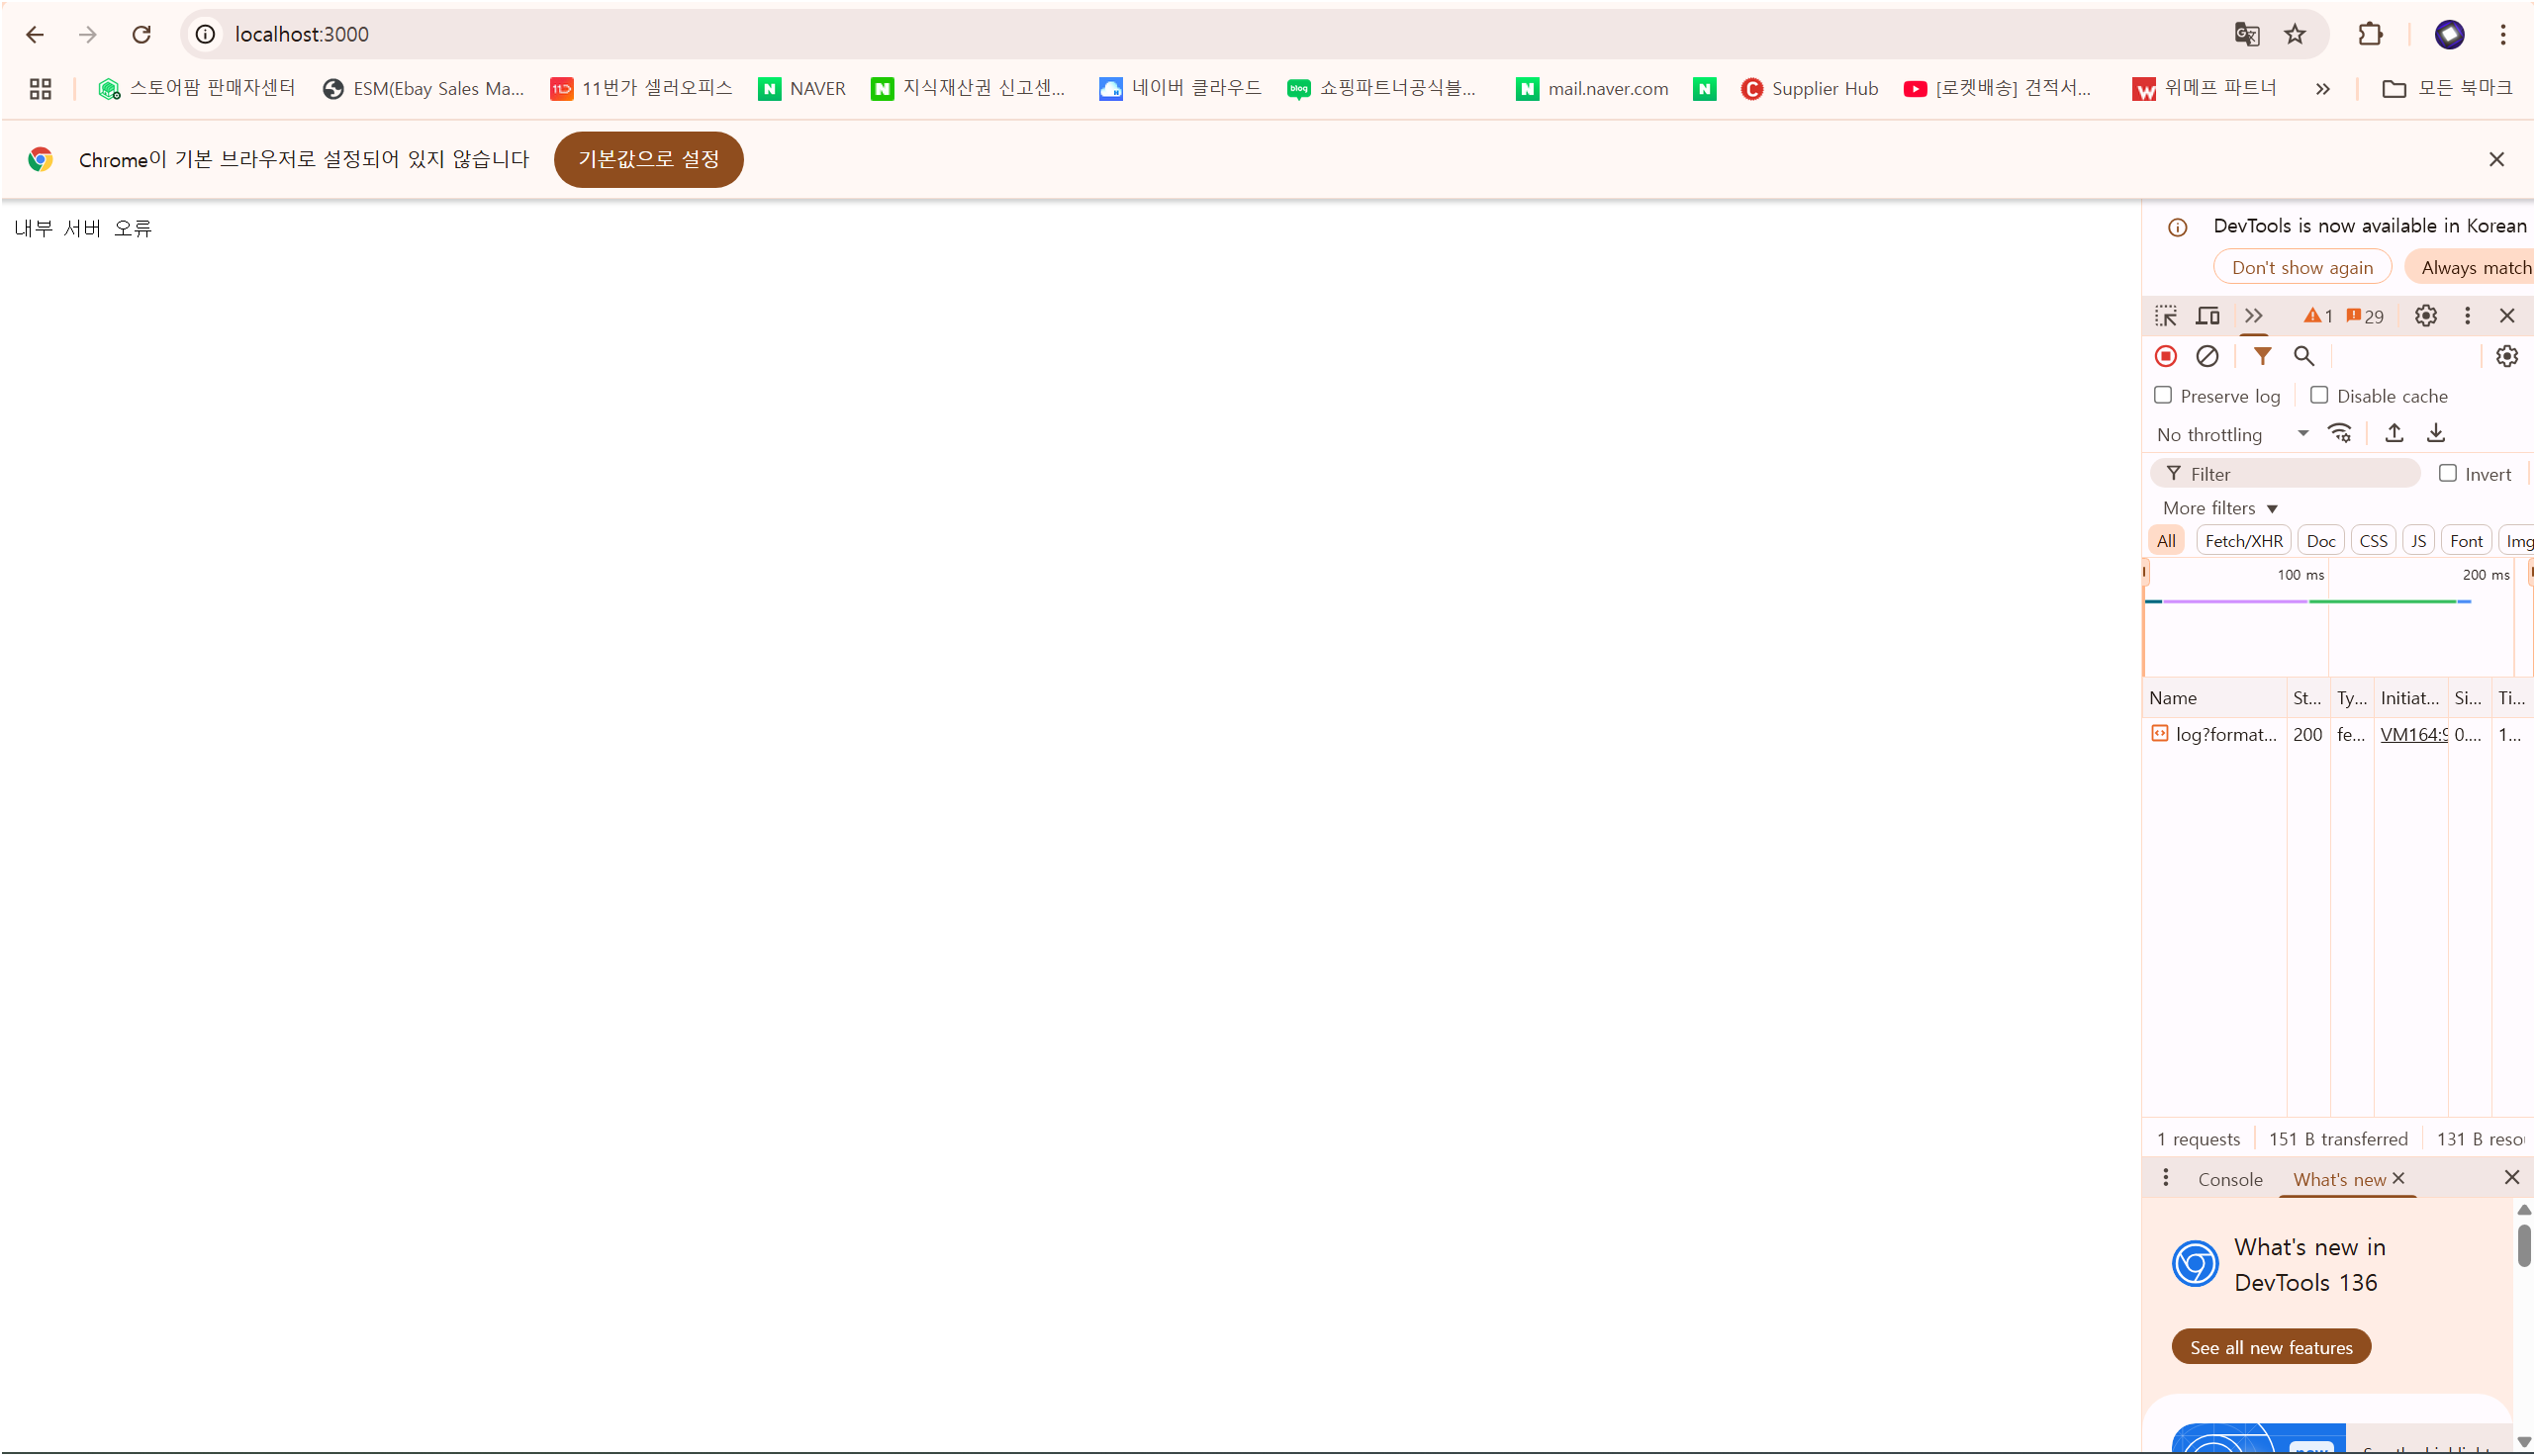 localhost:3000
스토어팜 판매자센터 ESM(Ebay Sales Ma... 11번가 셀러오피스 NAVER 지식재산권 신고센... 네이버 클라우드 blog 쇼핑파트너공식블... mail.naver.com Supplier Hub [로켓배송] 견적서... 위메프 파트너 » 모든 북마크
Chrome이 기본 브라우저로 설정되어 있지 않습니다 기본값으로 설정
내부 서버 오류
DevTools is now available in Korean
Don't show again Always match
1 29
Preserve log Disable cache
No throttling
Filter Invert
More filters
All Fetch/XHR Doc CSS JS Font Img
100 ms 200 ms
Name St... Ty... Initiat... Si... Ti...
log?format... 200 fe... VM164:9 0.... 1...
1 requests 151 B transferred 131 B reso
Console What's new
What's new in
DevTools 136
See all new features